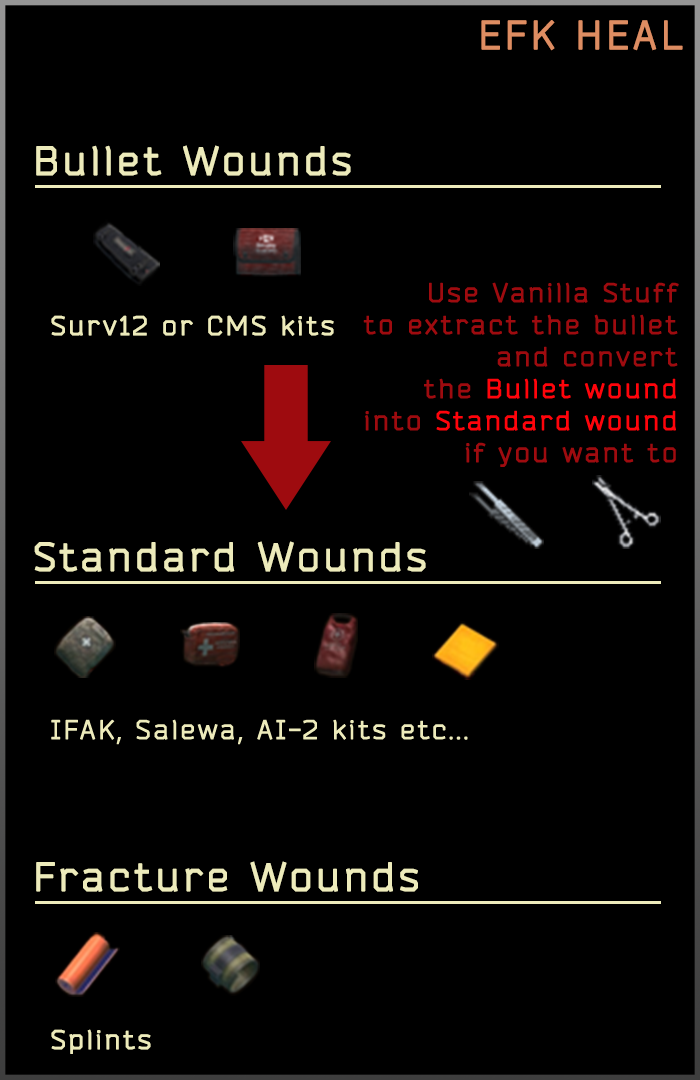 EFK HEAL
Bullet Wounds
Surv12 or CMS kits
Use Vanilla Stuff
to extract the bullet
and convert
the Bullet wound
into Standard wound
if you want to
Standard Wounds
IFAK, Salewa, AI-2 kits etc...
Fracture Wounds
Splints